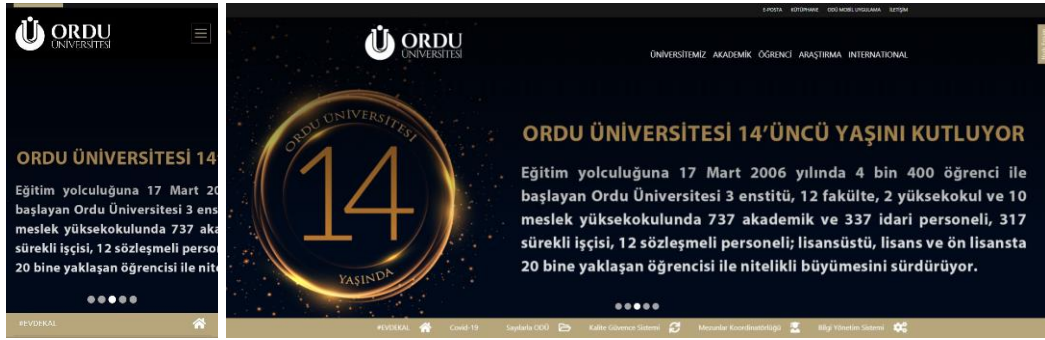 ORDU
ÜNİVERSİTESİ
ORDU ÜNİVERSİTESİ 14
Eğitim yolculuğuna 17 Mart 20
başlayan Ordu Üniversitesi 3 ens
meslek yüksekokulunda 737 aka
sürekli işçisi, 12 sözleşmeli perso
20 bine yaklaşan öğrencisi ile nite
#EVDEKAL
E-POSTA KÜTÜPHANE ODÜ MOBİL UYGULAMA İLETİŞİM
ORDU
ÜNİVERSİTESİ
ÜNİVERSİTEMİZ AKADEMİK ÖĞRENCİ ARAŞTIRMA INTERNATIONAL
ORDU ÜNİVERSİTESİ
14
YAŞINDA
ORDU ÜNİVERSİTESİ 14’ÜNCÜ YAŞINI KUTLUYOR
Eğitim yolculuğuna 17 Mart 2006 yılında 4 bin 400 öğrenci ile
başlayan Ordu Üniversitesi 3 enstitü, 12 fakülte, 2 yüksekokul ve 10
meslek yüksekokulunda 737 akademik ve 337 idari personeli, 317
sürekli işçisi, 12 sözleşmeli personeli; lisansüstü, lisans ve ön lisansta
20 bine yaklaşan öğrencisi ile nitelikli büyümesini sürdürüyor.
#EVDEKAL Covid-19 Sayılarla ODÜ Kalite Güvence Sistemi Mezunlar Koordinatörlüğü Bilgi Yönetim Sistemi